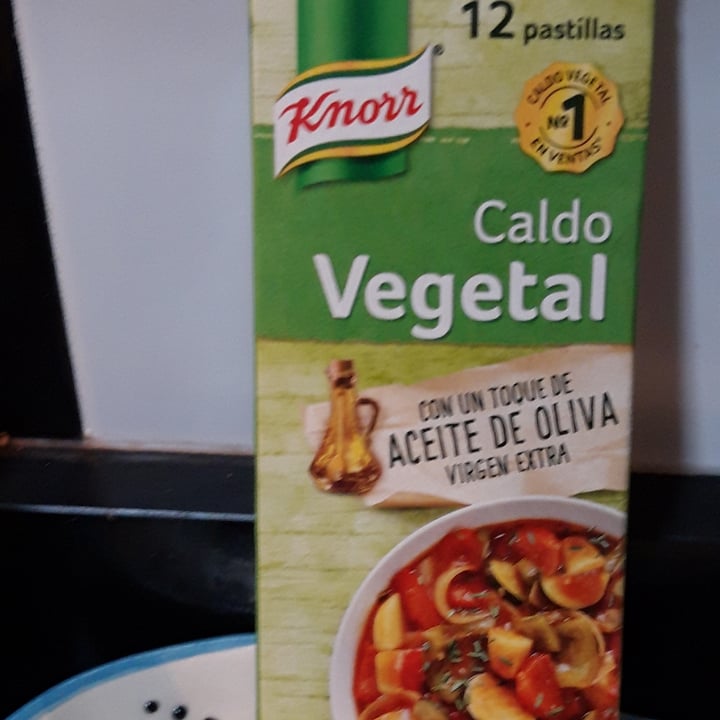 12 pastillas
Knorr®
CALDO VEGETAL
Nº1
EN VENTAS*
Caldo
Vegetal
CON UN TOQUE DE
ACEITE DE OLIVA
VIRGEN EXTRA